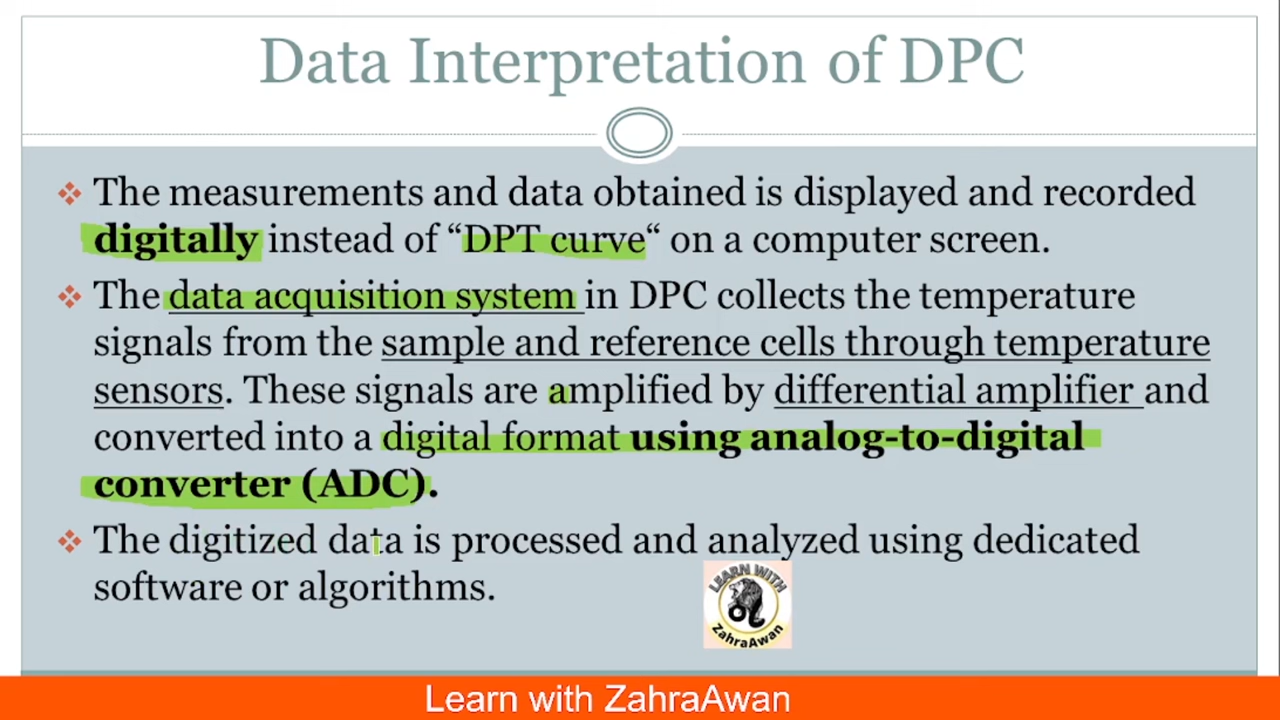 Data Interpretation of DPC
❖ The measurements and data obtained is displayed and recorded
digitally instead of “DPT curve“ on a computer screen.
❖ The data acquisition system in DPC collects the temperature
signals from the sample and reference cells through temperature
sensors. These signals are amplified by differential amplifier and
converted into a digital format using analog-to-digital
converter (ADC).
❖ The digitized data is processed and analyzed using dedicated
software or algorithms.
LEARN WITH
ZahraAwan
Learn with ZahraAwan